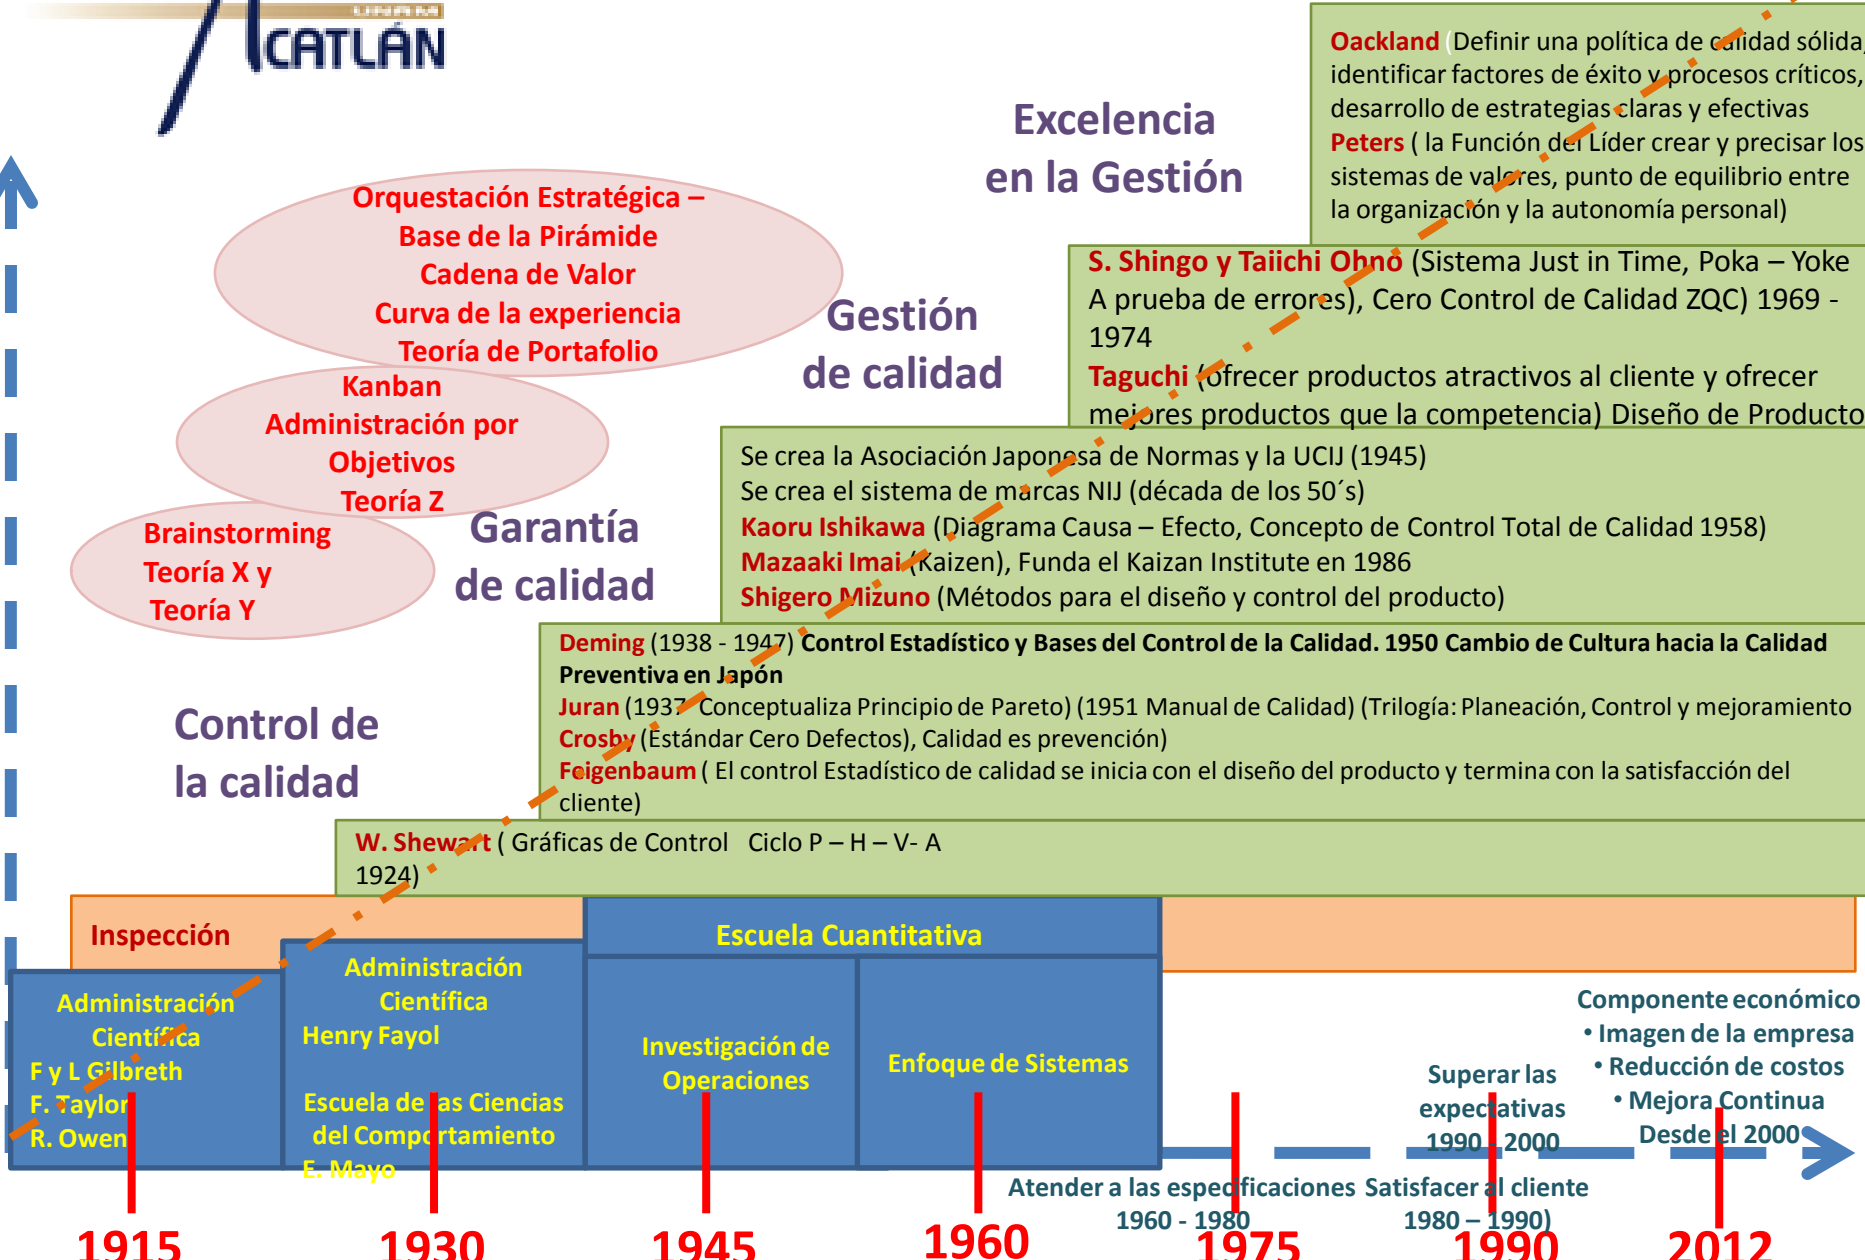 ACATLÁN
Oackland (Definir una política de calidad sólida,
identificar factores de éxito y procesos críticos,
desarrollo de estrategias claras y efectivas
Peters ( la Función del Líder crear y precisar los
sistemas de valores, punto de equilibrio entre
la organización y la autonomía personal)
Excelencia
en la Gestión
Orquestación Estratégica –
Base de la Pirámide
Cadena de Valor
Curva de la experiencia
Teoría de Portafolio
S. Shingo y Taiichi Ohno (Sistema Just in Time, Poka – Yoke
A prueba de errores), Cero Control de Calidad ZQC) 1969 -
1974
Taguchi (ofrecer productos atractivos al cliente y ofrecer
mejores productos que la competencia) Diseño de Producto
Gestión
de calidad
Kanban
Administración por
Objetivos
Teoría Z
Se crea la Asociación Japonesa de Normas y la UCIJ (1945)
Se crea el sistema de marcas NIJ (década de los 50´s)
Kaoru Ishikawa (Diagrama Causa – Efecto, Concepto de Control Total de Calidad 1958)
Mazaaki Imai (Kaizen), Funda el Kaizan Institute en 1986
Shigero Mizuno (Métodos para el diseño y control del producto)
Garantía
de calidad
Brainstorming
Teoría X y
Teoría Y
Deming (1938 - 1947) Control Estadístico y Bases del Control de la Calidad. 1950 Cambio de Cultura hacia la Calidad
Preventiva en Japón
Juran (1937 Conceptualiza Principio de Pareto) (1951 Manual de Calidad) (Trilogía: Planeación, Control y mejoramiento
Crosby (Estándar Cero Defectos), Calidad es prevención)
Feigenbaum ( El control Estadístico de calidad se inicia con el diseño del producto y termina con la satisfacción del
cliente)
Control de
la calidad
W. Shewart ( Gráficas de Control Ciclo P – H – V- A
1924)
Inspección
Escuela Cuantitativa
Administración
Científica
F y L Gilbreth
F. Taylor
R. Owen
Administración
Científica
Henry Fayol
Escuela de las Ciencias
del Comportamiento
E. Mayo
Investigación de
Operaciones
Enfoque de Sistemas
Superar las
expectativas
1990 - 2000
Componente económico
• Imagen de la empresa
• Reducción de costos
• Mejora Continua
Desde el 2000
Atender a las especificaciones
1960 - 1980
Satisfacer al cliente
1980 – 1990)
1915
1930
1945
1960
1975
1990
2012